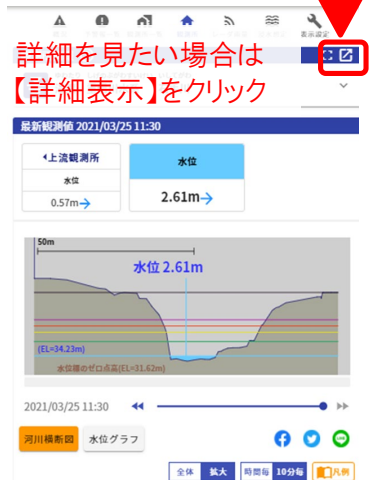 表示設定
詳細を見たい場合は
【詳細表示】をクリック
最新観測値 2021/03/25 11:30
上流観測所
水位
0.57m→
水位
2.61m→
50m
水位 2.61m
(EL=34.23m)
水位標のゼロ点高(EL=31.62m)
2021/03/25 11:30
河川横断図
水位グラフ
全体
拡大
時間毎
10分毎
凡例